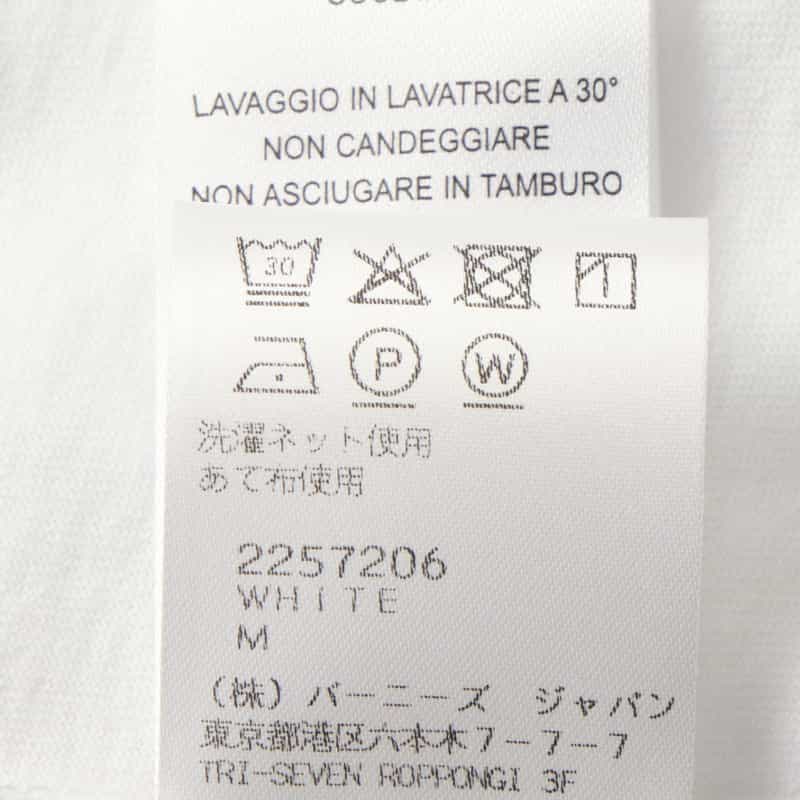 LAVAGGIO IN LAVATRICE A 30°
NON CANDEGGIARE
NON ASCIUGARE IN TAMBURO
30
P W
洗濯ネット使用
あて布使用
2257206
WHITE
M
(株) バーニーズ ジャパン
東京都港区六本木7-7-7
TRI-SEVEN ROPPONGI 3F